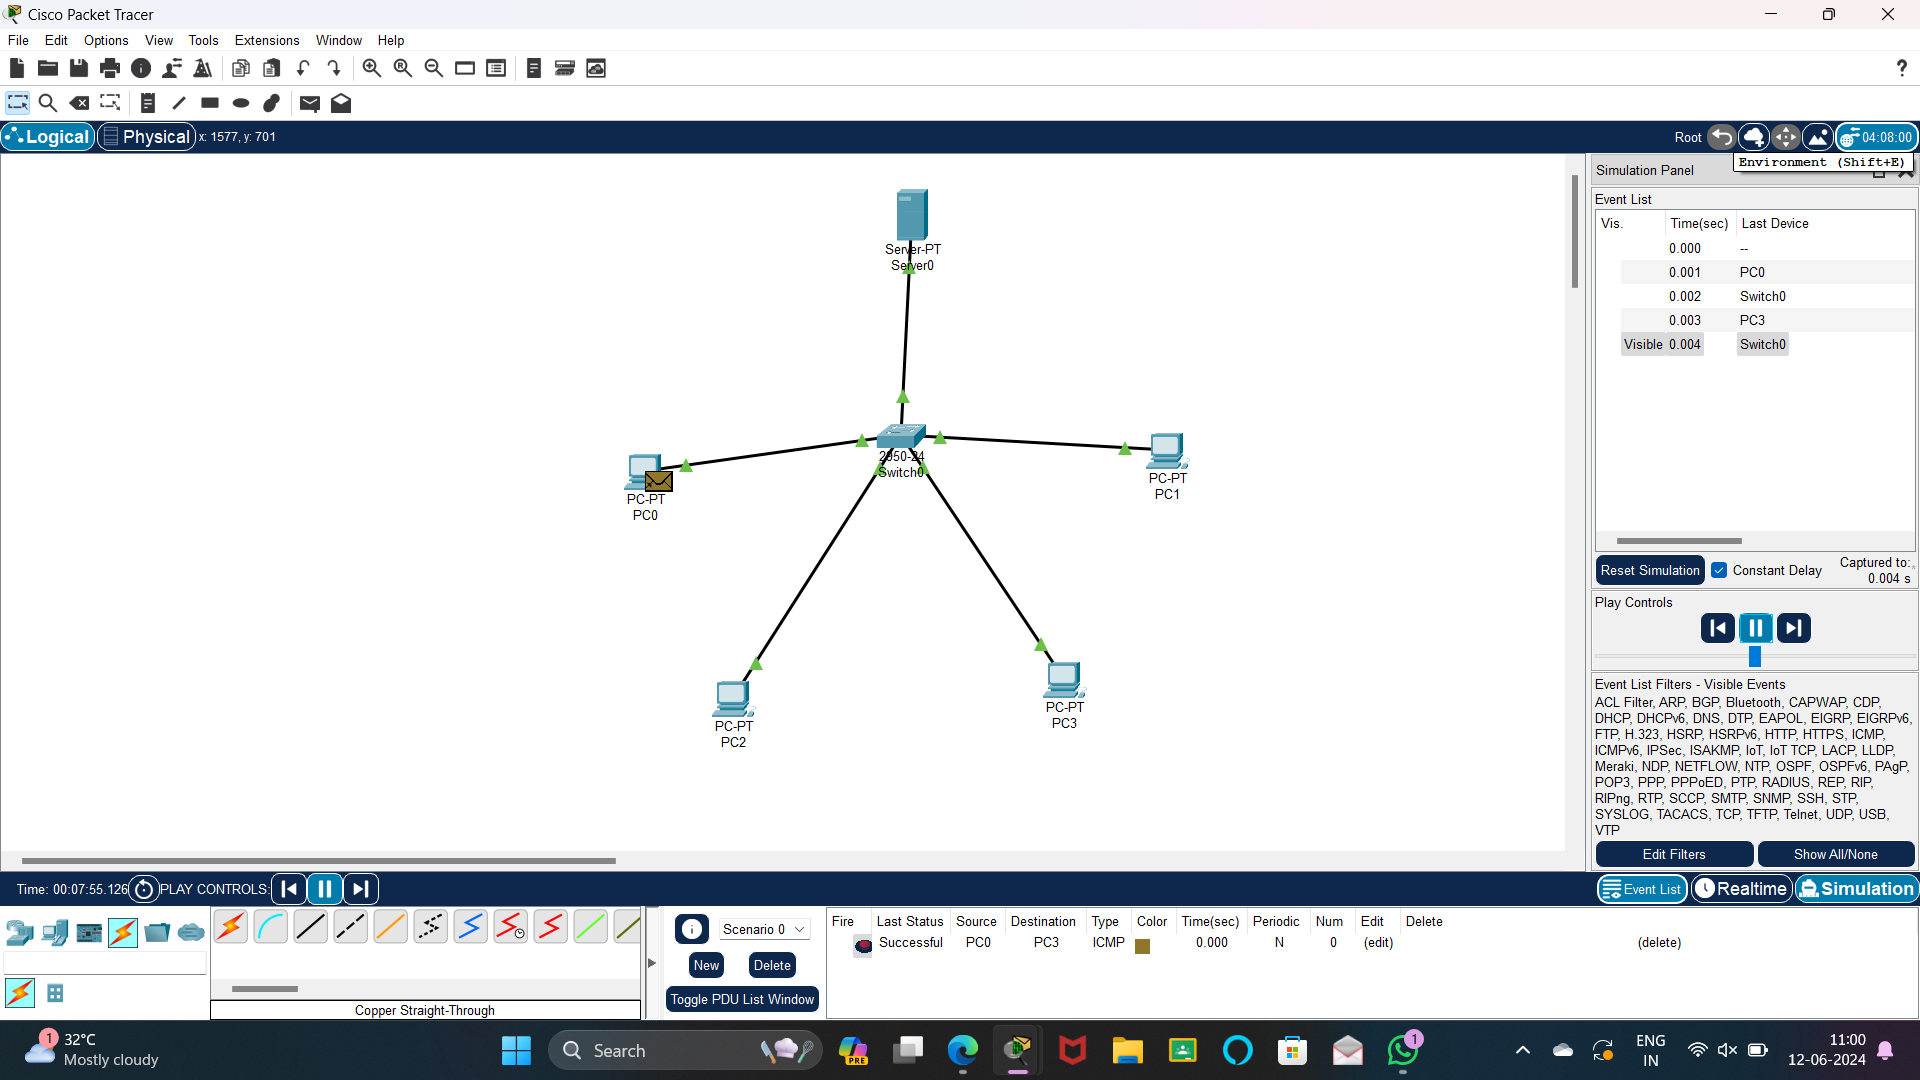 Cisco Packet Tracer
File Edit Options View Tools Extensions Window Help
?
Logical Physical x: 1577, y: 701 Root 04:08:00
Environment (Shift+E)
Simulation Panel
Event List
Vis. Time(sec) Last Device
0.000 --
0.001 PC0
0.002 Switch0
0.003 PC3
Visible 0.004 Switch0
Server-PT
Server0
2950-24
Switch0
PC-PT
PC0
PC-PT
PC1
PC-PT
PC2
PC-PT
PC3
Reset Simulation Constant Delay Captured to:
0.004 s
Play Controls
Event List Filters - Visible Events
ACL Filter, ARP, BGP, Bluetooth, CAPWAP, CDP,
DHCP, DHCPv6, DNS, DTP, EAPOL, EIGRP, EIGRPv6,
FTP, H.323, HSRP, HSRPv6, HTTP, HTTPS, ICMP,
ICMPv6, IPSec, ISAKMP, IoT, IoT TCP, LACP, LLDP,
Meraki, NDP, NETFLOW, NTP, OSPF, OSPFv6, PAgP,
POP3, PPP, PPPoED, PTP, RADIUS, REP, RIP,
RIPng, RTP, SCCP, SMTP, SNMP, SSH, STP,
SYSLOG, TACACS, TCP, TFTP, Telnet, UDP, USB,
VTP
Edit Filters Show All/None
Time: 00:07:55.126 PLAY CONTROLS: Event List Realtime Simulation
Copper Straight-Through
Scenario 0
New Delete
Toggle PDU List Window
Fire Last Status Source Destination Type Color Time(sec) Periodic Num Edit Delete
Successful PC0 PC3 ICMP 0.000 N 0 (edit) (delete)
1 32°C
Mostly cloudy
Search
PRE
1
ENG
IN
11:00
12-06-2024